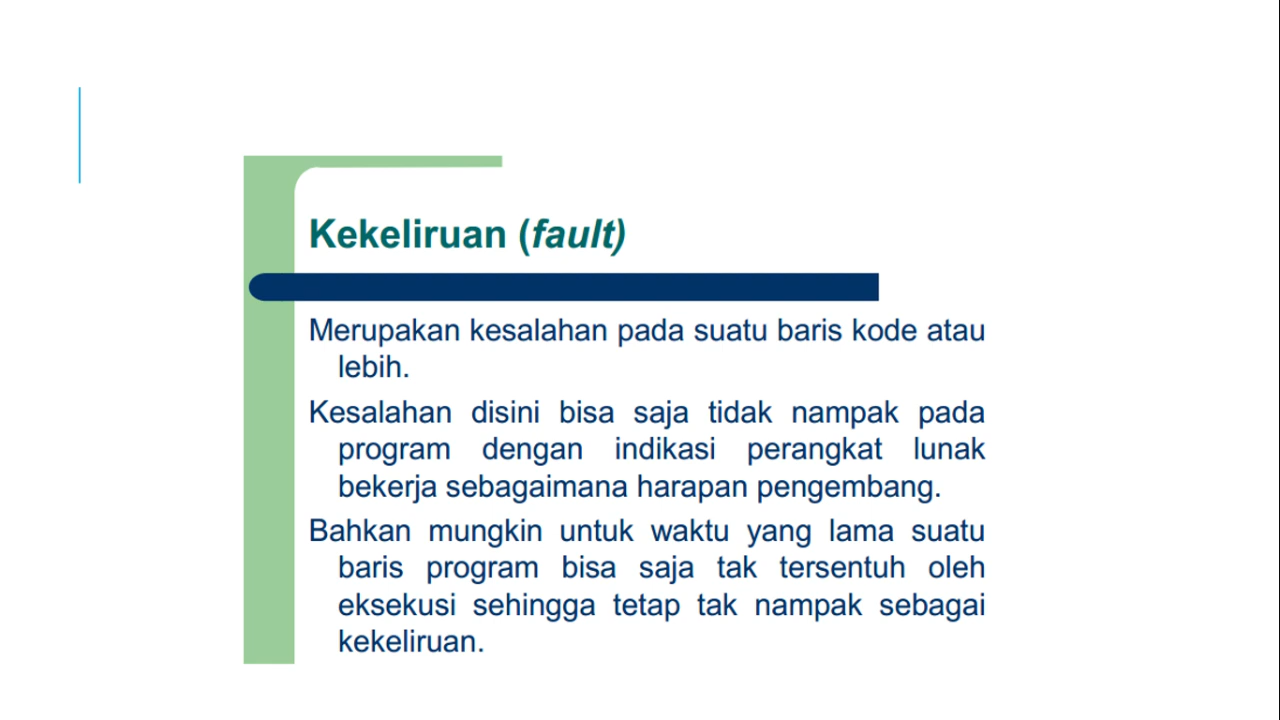 Kekeliruan (fault)
Merupakan kesalahan pada suatu baris kode atau
lebih.
Kesalahan disini bisa saja tidak nampak pada
program dengan indikasi perangkat lunak
bekerja sebagaimana harapan pengembang.
Bahkan mungkin untuk waktu yang lama suatu
baris program bisa saja tak tersentuh oleh
eksekusi sehingga tetap tak nampak sebagai
kekeliruan.